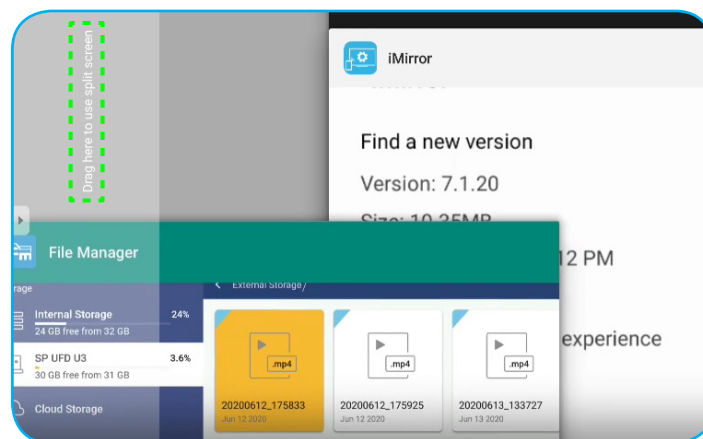 Drag here to use split screen
iMirror
Find a new version
Version: 7.1.20
Size: 10.35MB
12 PM
experience
File Manager
External Storage/
Internal Storage
24%
24 GB free from 32 GB
SP UFD U3
3.6%
30 GB free from 31 GB
Cloud Storage
.mp4
20200612_175833
Jun 12 2020
.mp4
20200612_175925
Jun 12 2020
.mp4
20200613_133727
Jun 13 2020